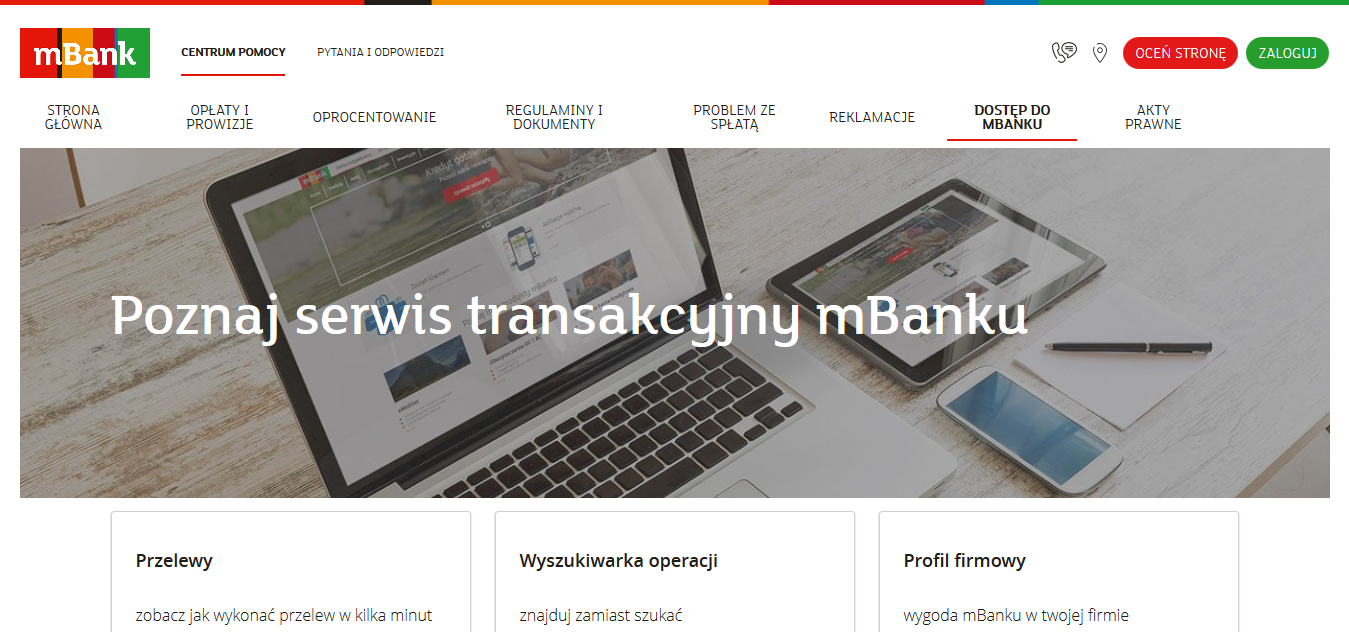 mBank
CENTRUM POMOCY
PYTANIA I ODPOWIEDZI
OCEŃ STRONĘ
ZALOGUJ
STRONA
GŁÓWNA
OPŁATY I
PROWIZJE
OPROCENTOWANIE
REGULAMINY I
DOKUMENTY
PROBLEM ZE
SPŁATĄ
REKLAMACJE
DOSTĘP DO
MBANKU
AKTY
PRAWNE
mBank
Poznaj serwis transakcyjny mBanku
Przelewy
zobacz jak wykonać przelew w kilka minut
Wyszukiwarka operacji
znajduj zamiast szukać
Profil firmowy
wygoda mBanku w twojej firmie